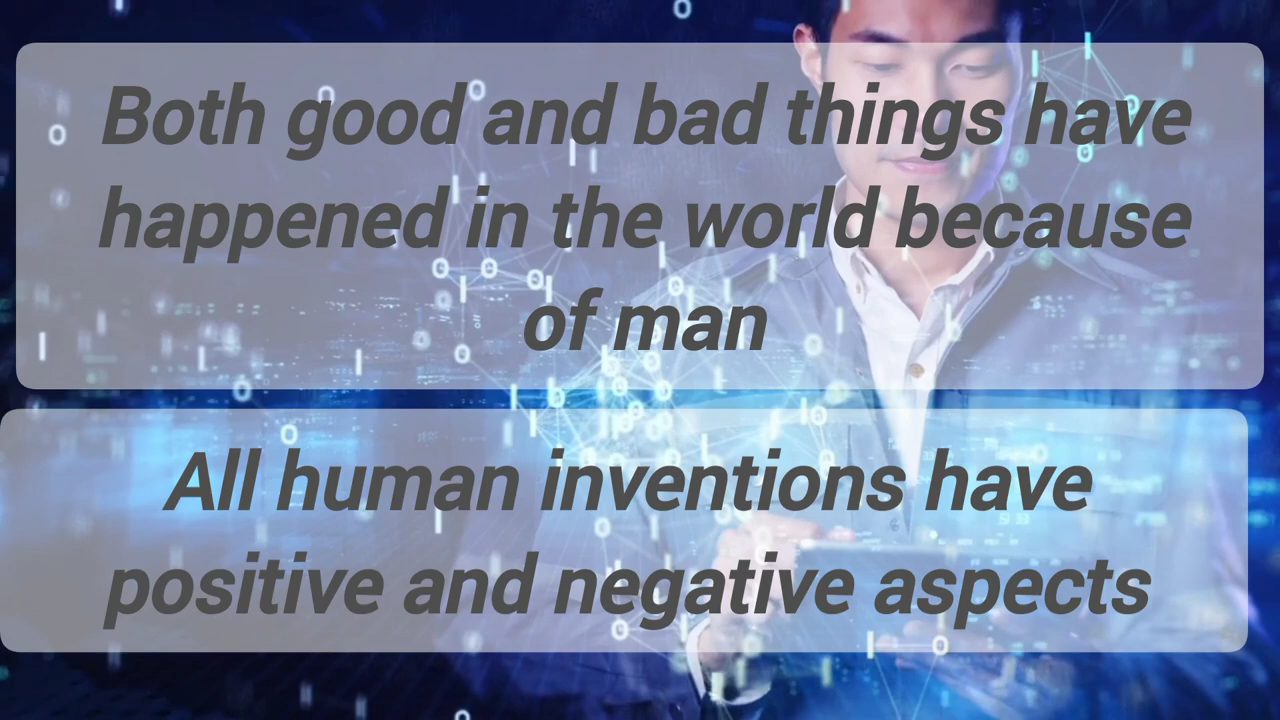 Both good and bad things have
happened in the world because
of man
All human inventions have
positive and negative aspects